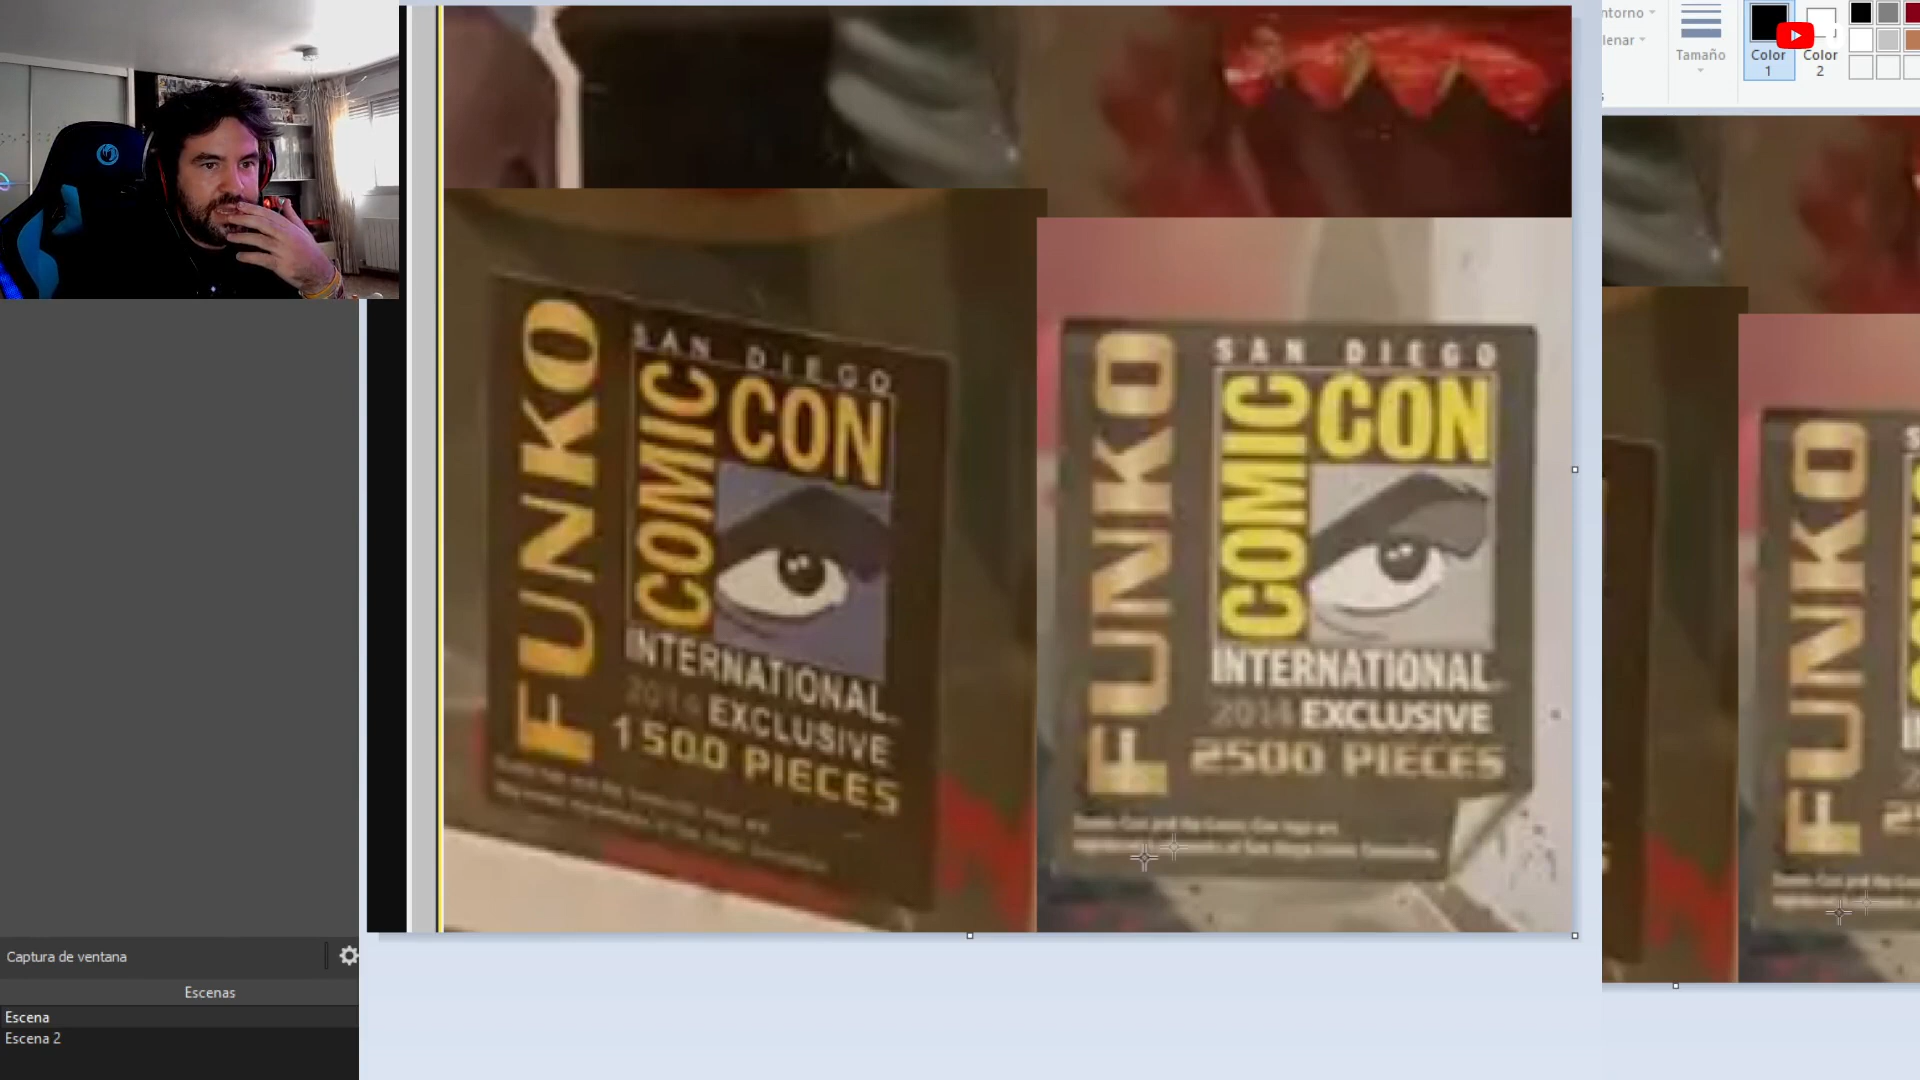 ntorno
lenar
Tamaño
Color
1
Color
2
FUNKO
SAN DIEGO
COMIC
CON
INTERNATIONAL
2014 EXCLUSIVE
1500 PIECES
FUNKO
SAN DIEGO
COMIC
CON
INTERNATIONAL
2014 EXCLUSIVE
2500 PIECES
FUNKO
Captura de ventana
Escenas
Escena
Escena 2